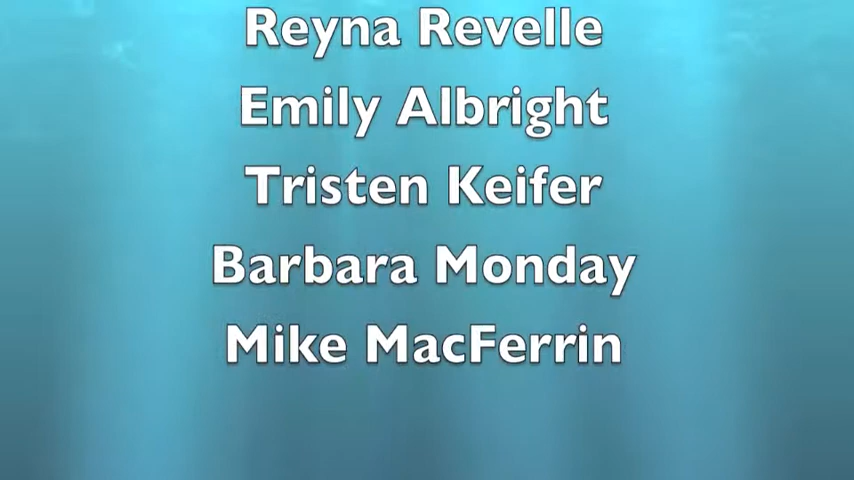 Reyna Revelle
Emily Albright
Tristen Keifer
Barbara Monday
Mike MacFerrin